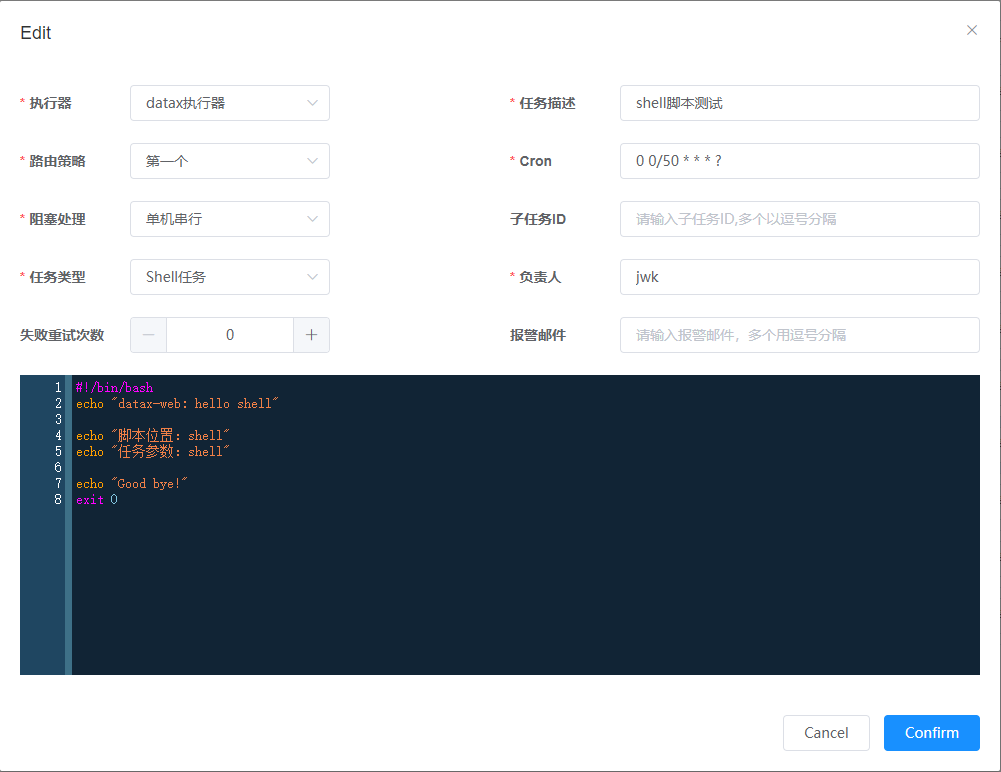 Edit
* 执行器 datax执行器 * 任务描述 shell脚本测试
* 路由策略 第一个 * Cron 0 0/50 * * * ?
* 阻塞处理 单机串行 子任务ID 请输入子任务ID,多个以逗号分隔
* 任务类型 Shell任务 * 负责人 jwk
失败重试次数 0 报警邮件 请输入报警邮件，多个用逗号分隔
1 #!/bin/bash
2 echo "datax-web: hello shell"
3
4 echo "脚本位置：shell"
5 echo "任务参数：shell"
6
7 echo "Good bye!"
8 exit 0
Cancel Confirm